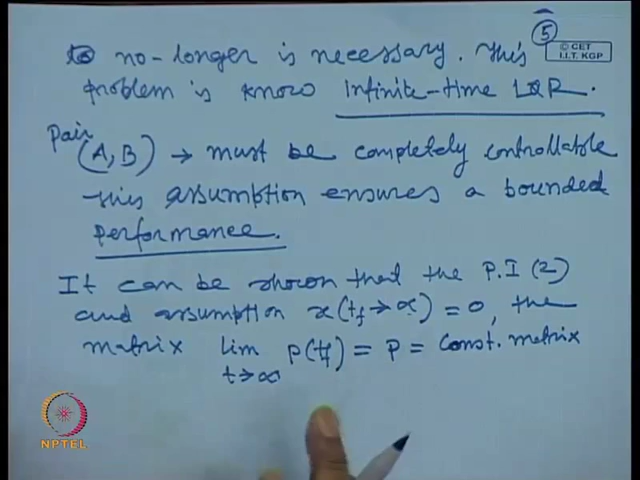 5
© CET
I.I.T. KGP
no-longer is necessary. This
problem is know infinite-time LQR.
Pair
(A, B) → must be completely controllable
this assumption ensures a bounded
performance.
It can be shown that the P.I (2)
and assumption x(tf→∞) = 0, the
matrix lim p(tf) = P = Const. matrix
t→∞
NPTEL